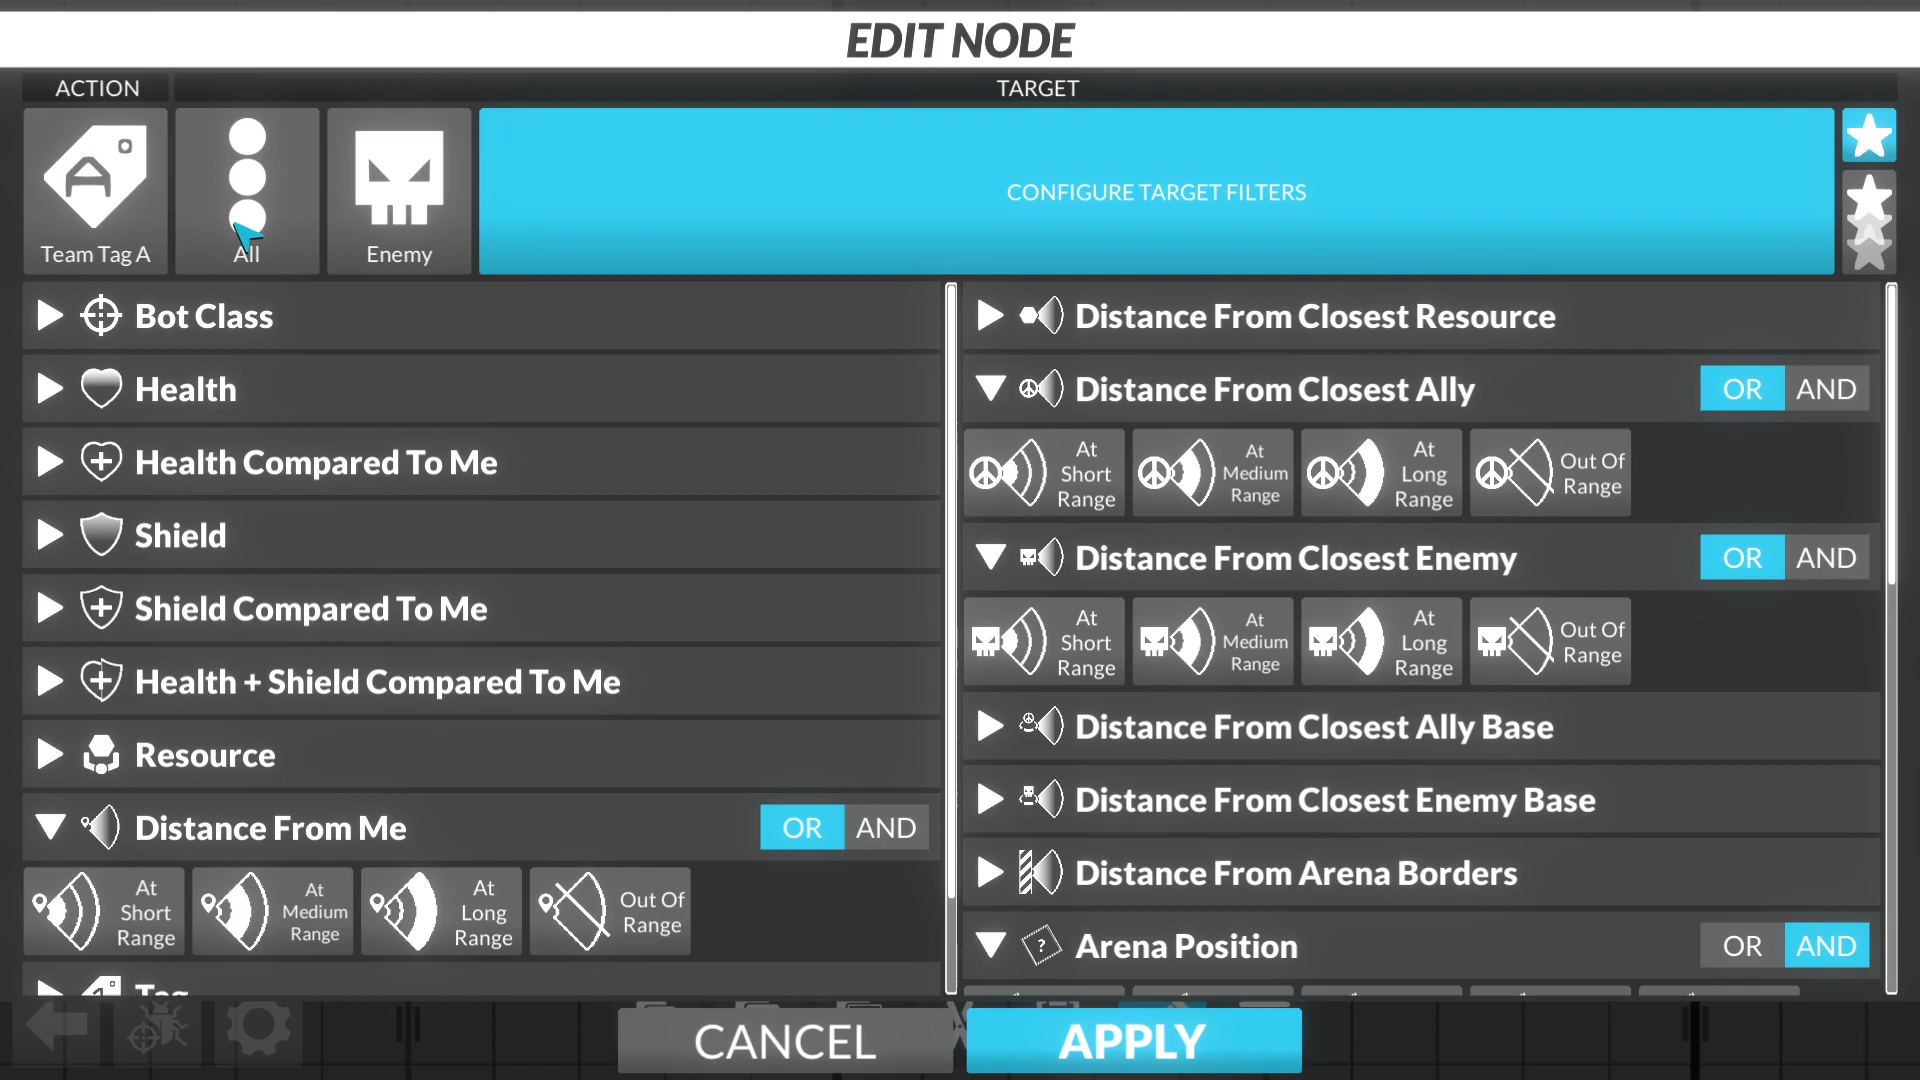 EDIT NODE
ACTION
TARGET
Team Tag A
All
Enemy
CONFIGURE TARGET FILTERS
Bot Class
Health
Health Compared To Me
Shield
Shield Compared To Me
Health + Shield Compared To Me
Resource
Distance From Me
OR AND
At
Short
Range
At
Medium
Range
At
Long
Range
Out Of
Range
Tag
Distance From Closest Resource
Distance From Closest Ally
OR AND
At
Short
Range
At
Medium
Range
At
Long
Range
Out Of
Range
Distance From Closest Enemy
OR AND
At
Short
Range
At
Medium
Range
At
Long
Range
Out Of
Range
Distance From Closest Ally Base
Distance From Closest Enemy Base
Distance From Arena Borders
Arena Position
OR AND
CANCEL
APPLY